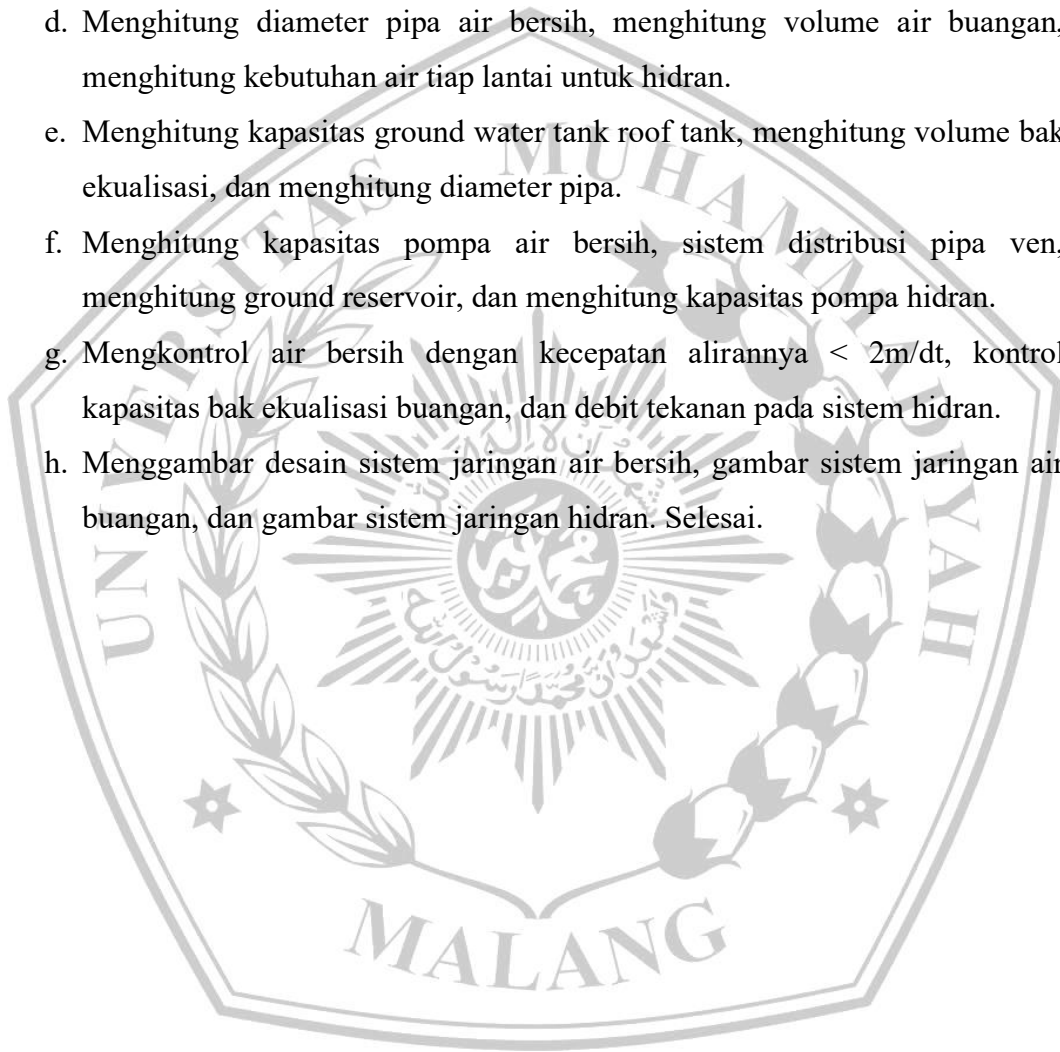 d. Menghitung diameter pipa air bersih, menghitung volume air buangan,
menghitung kebutuhan air tiap lantai untuk hidran.
e. Menghitung kapasitas ground water tank roof tank, menghitung volume bak
ekualisasi, dan menghitung diameter pipa.
f. Menghitung kapasitas pompa air bersih, sistem distribusi pipa ven,
menghitung ground reservoir, dan menghitung kapasitas pompa hidran.
g. Mengkontrol air bersih dengan kecepatan alirannya < 2m/dt, kontrol
kapasitas bak ekualisasi buangan, dan debit tekanan pada sistem hidran.
h. Menggambar desain sistem jaringan air bersih, gambar sistem jaringan air
buangan, dan gambar sistem jaringan hidran. Selesai.
UNIVERSITAS MUHAMMADIYAH
MALANG